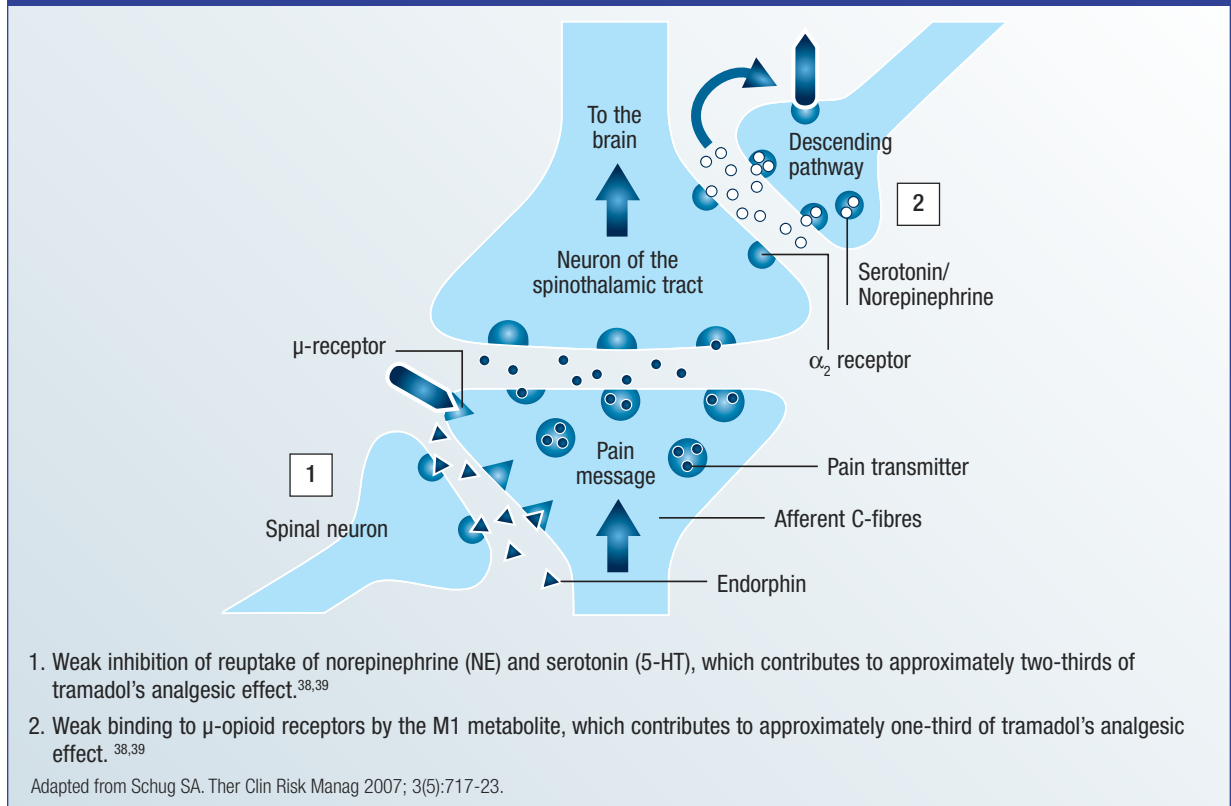 To the
brain
Descending
pathway
2
Neuron of the
spinothalamic tract
Serotonin/
Norepinephrine
μ-receptor
α₂ receptor
1
Pain
message
Pain transmitter
Spinal neuron
Afferent C-fibres
Endorphin
1. Weak inhibition of reuptake of norepinephrine (NE) and serotonin (5-HT), which contributes to approximately two-thirds of
tramadol's analgesic effect.³⁸,³⁹
2. Weak binding to μ-opioid receptors by the M1 metabolite, which contributes to approximately one-third of tramadol's analgesic
effect. ³⁸,³⁹
Adapted from Schug SA. Ther Clin Risk Manag 2007; 3(5):717-23.